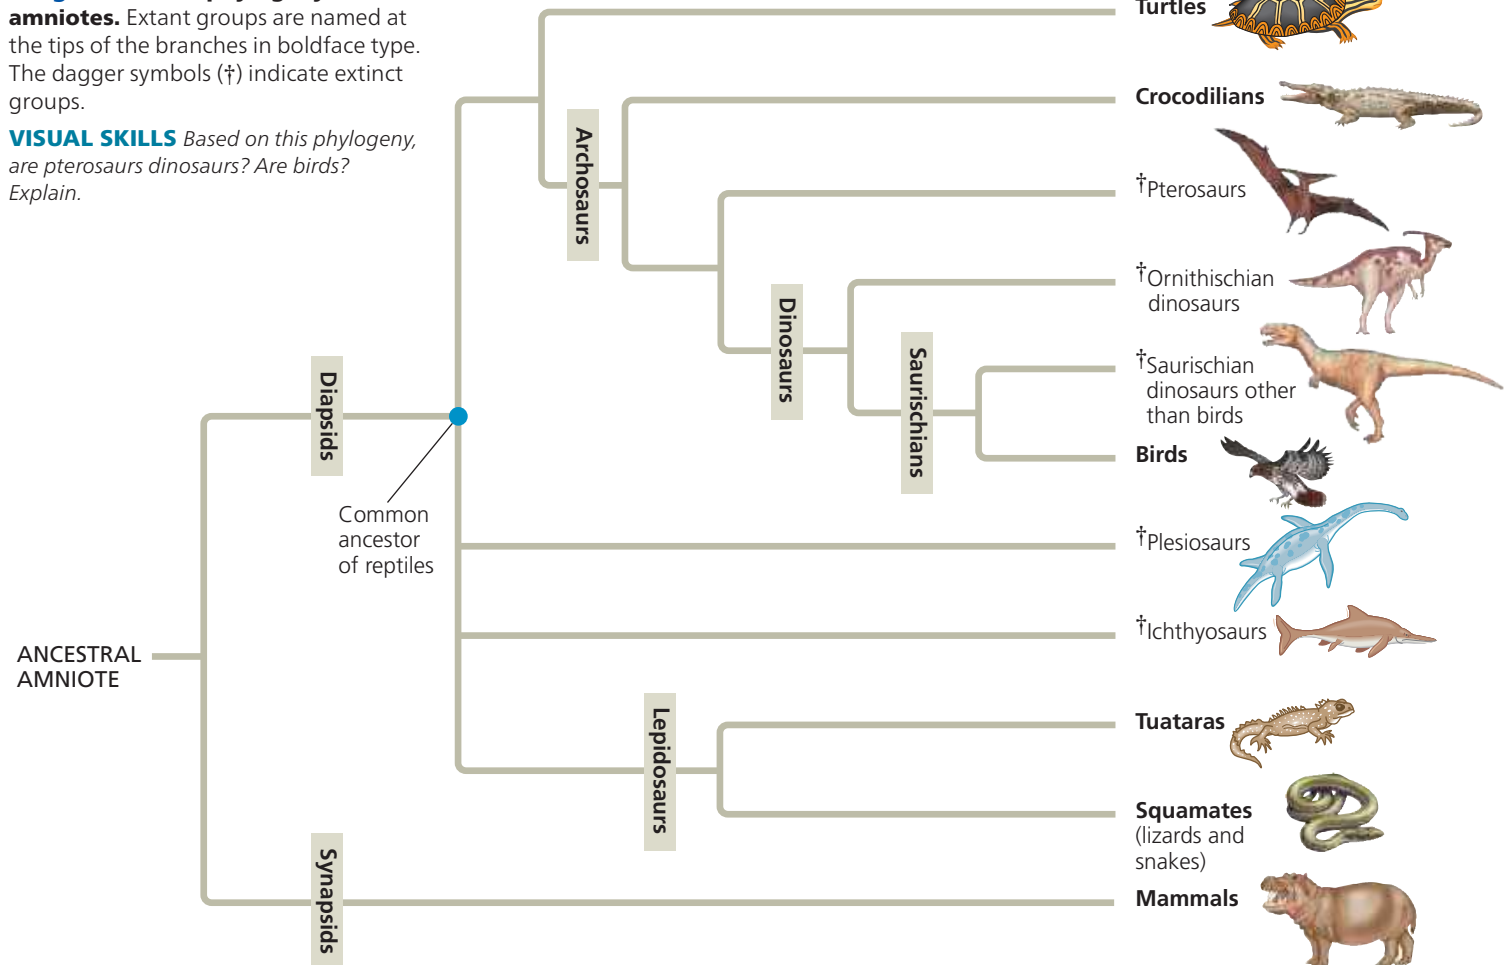 amniotes. Extant groups are named at
the tips of the branches in boldface type.
The dagger symbols (†) indicate extinct
groups.
VISUAL SKILLS Based on this phylogeny,
are pterosaurs dinosaurs? Are birds?
Explain.
Turtles
Crocodilians
†Pterosaurs
†Ornithischian
dinosaurs
†Saurischian
dinosaurs other
than birds
Birds
†Plesiosaurs
†Ichthyosaurs
Tuataras
Squamates
(lizards and
snakes)
Mammals
Archosaurs
Dinosaurs
Saurischians
Diapsids
Common
ancestor
of reptiles
ANCESTRAL
AMNIOTE
Lepidosaurs
Synapsids